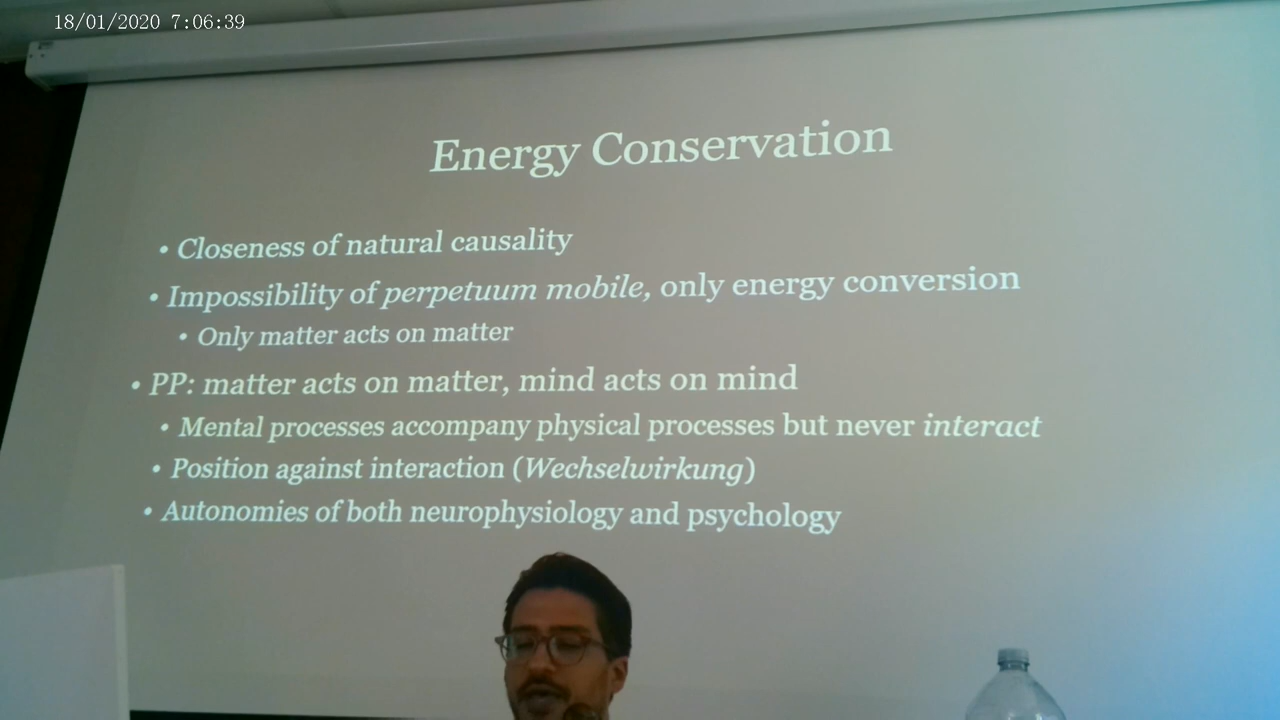 18/01/2020 7:06:39
Energy Conservation
• Closeness of natural causality
• Impossibility of perpetuum mobile, only energy conversion
• Only matter acts on matter
• PP: matter acts on matter, mind acts on mind
• Mental processes accompany physical processes but never interact
• Position against interaction (Wechselwirkung)
• Autonomies of both neurophysiology and psychology